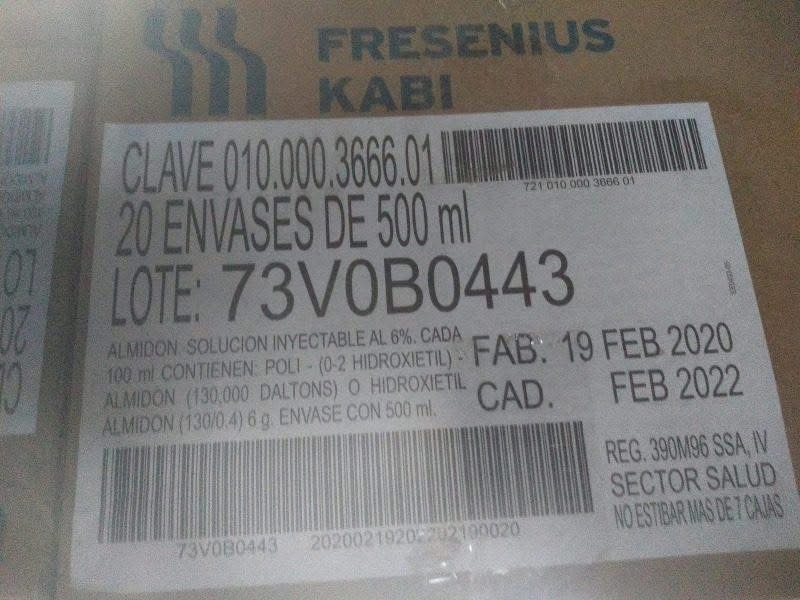 FRESENIUS
KABI
CLAVE 010.000.3666.01
721 010 000 3666 01
20 ENVASES DE 500 ml
LOTE: 73V0B0443
ALMIDON SOLUCION INYECTABLE AL 6%. CADA
100 ml CONTIENEN: POLI - (0-2 HIDROXIETIL) -
ALMIDON (130,000 DALTONS) O HIDROXIETIL
ALMIDON (130/0.4) 6 g. ENVASE CON 500 ml.
FAB. 19 FEB 2020
CAD. FEB 2022
REG. 390M96 SSA, IV
SECTOR SALUD
NO ESTIBAR MAS DE 7 CAJAS
73V0B0443
LO
20